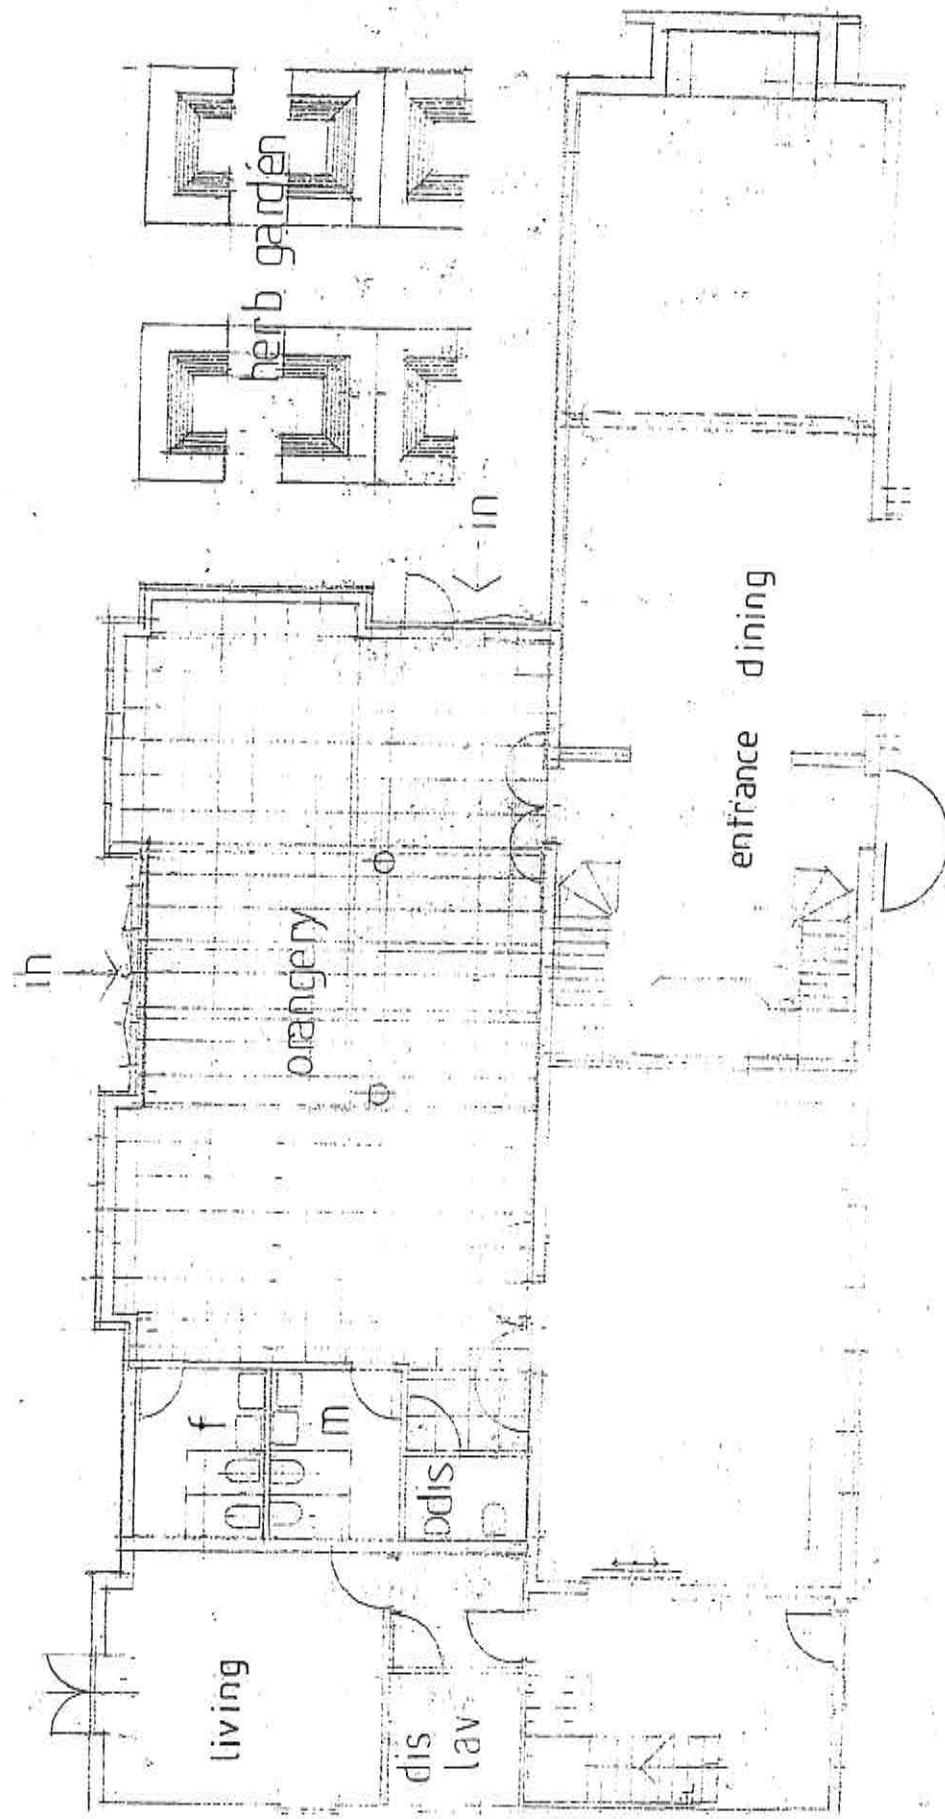 in
herb garden
in
orangery
entrance dining
f
m
dis
living
dis
lav